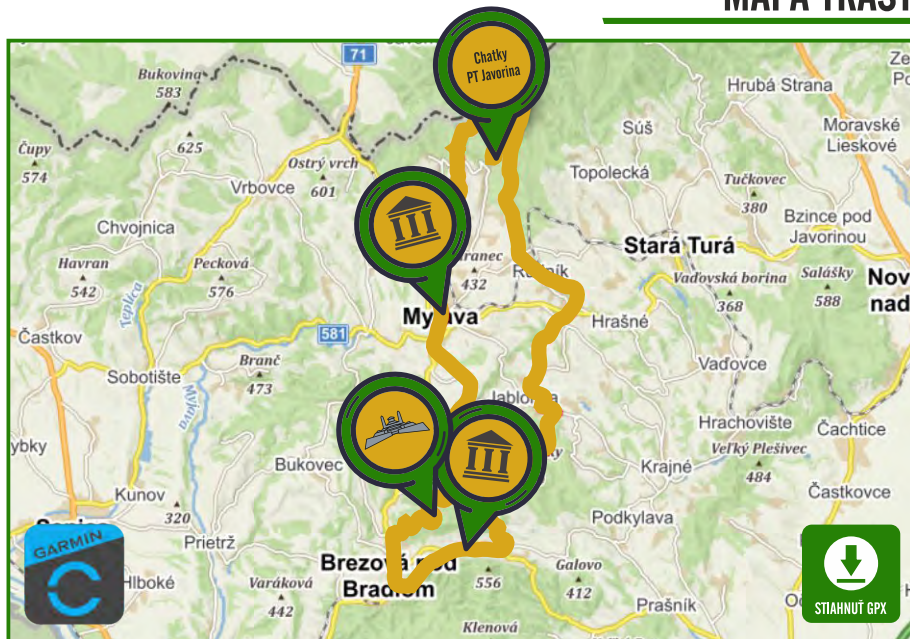 MAPA TRASY
71
Chatky
PT Javorina
Bukovina
583
Hrubá Strana
Súš
Moravské
Lieskové
625
Čupy
574
Ostrý vrch
601
Vrbovce
Topolecká
Tučkovec
380
Bzince pod
Javorinou
Chvojnica
Stará Turá
Havran
542
Pecková
576
432
Vaďovská borina
368
Salášky
588
Nov
nad
Teplica
Myjava
Hrašné
581
Častkov
Branč
473
Sobotište
Vaďovce
Myjava
Hrachovište
Čachtice
Veľký Plešivec
484
Bukovec
Krajné
Častkovce
Kunov
320
Podkylava
Prietrž
GARMIN
Brezová pod
Bradlom
556
Galovo
412
Hlboké
Varáková
442
Prašník
STIAHNUŤ GPX
Klenová